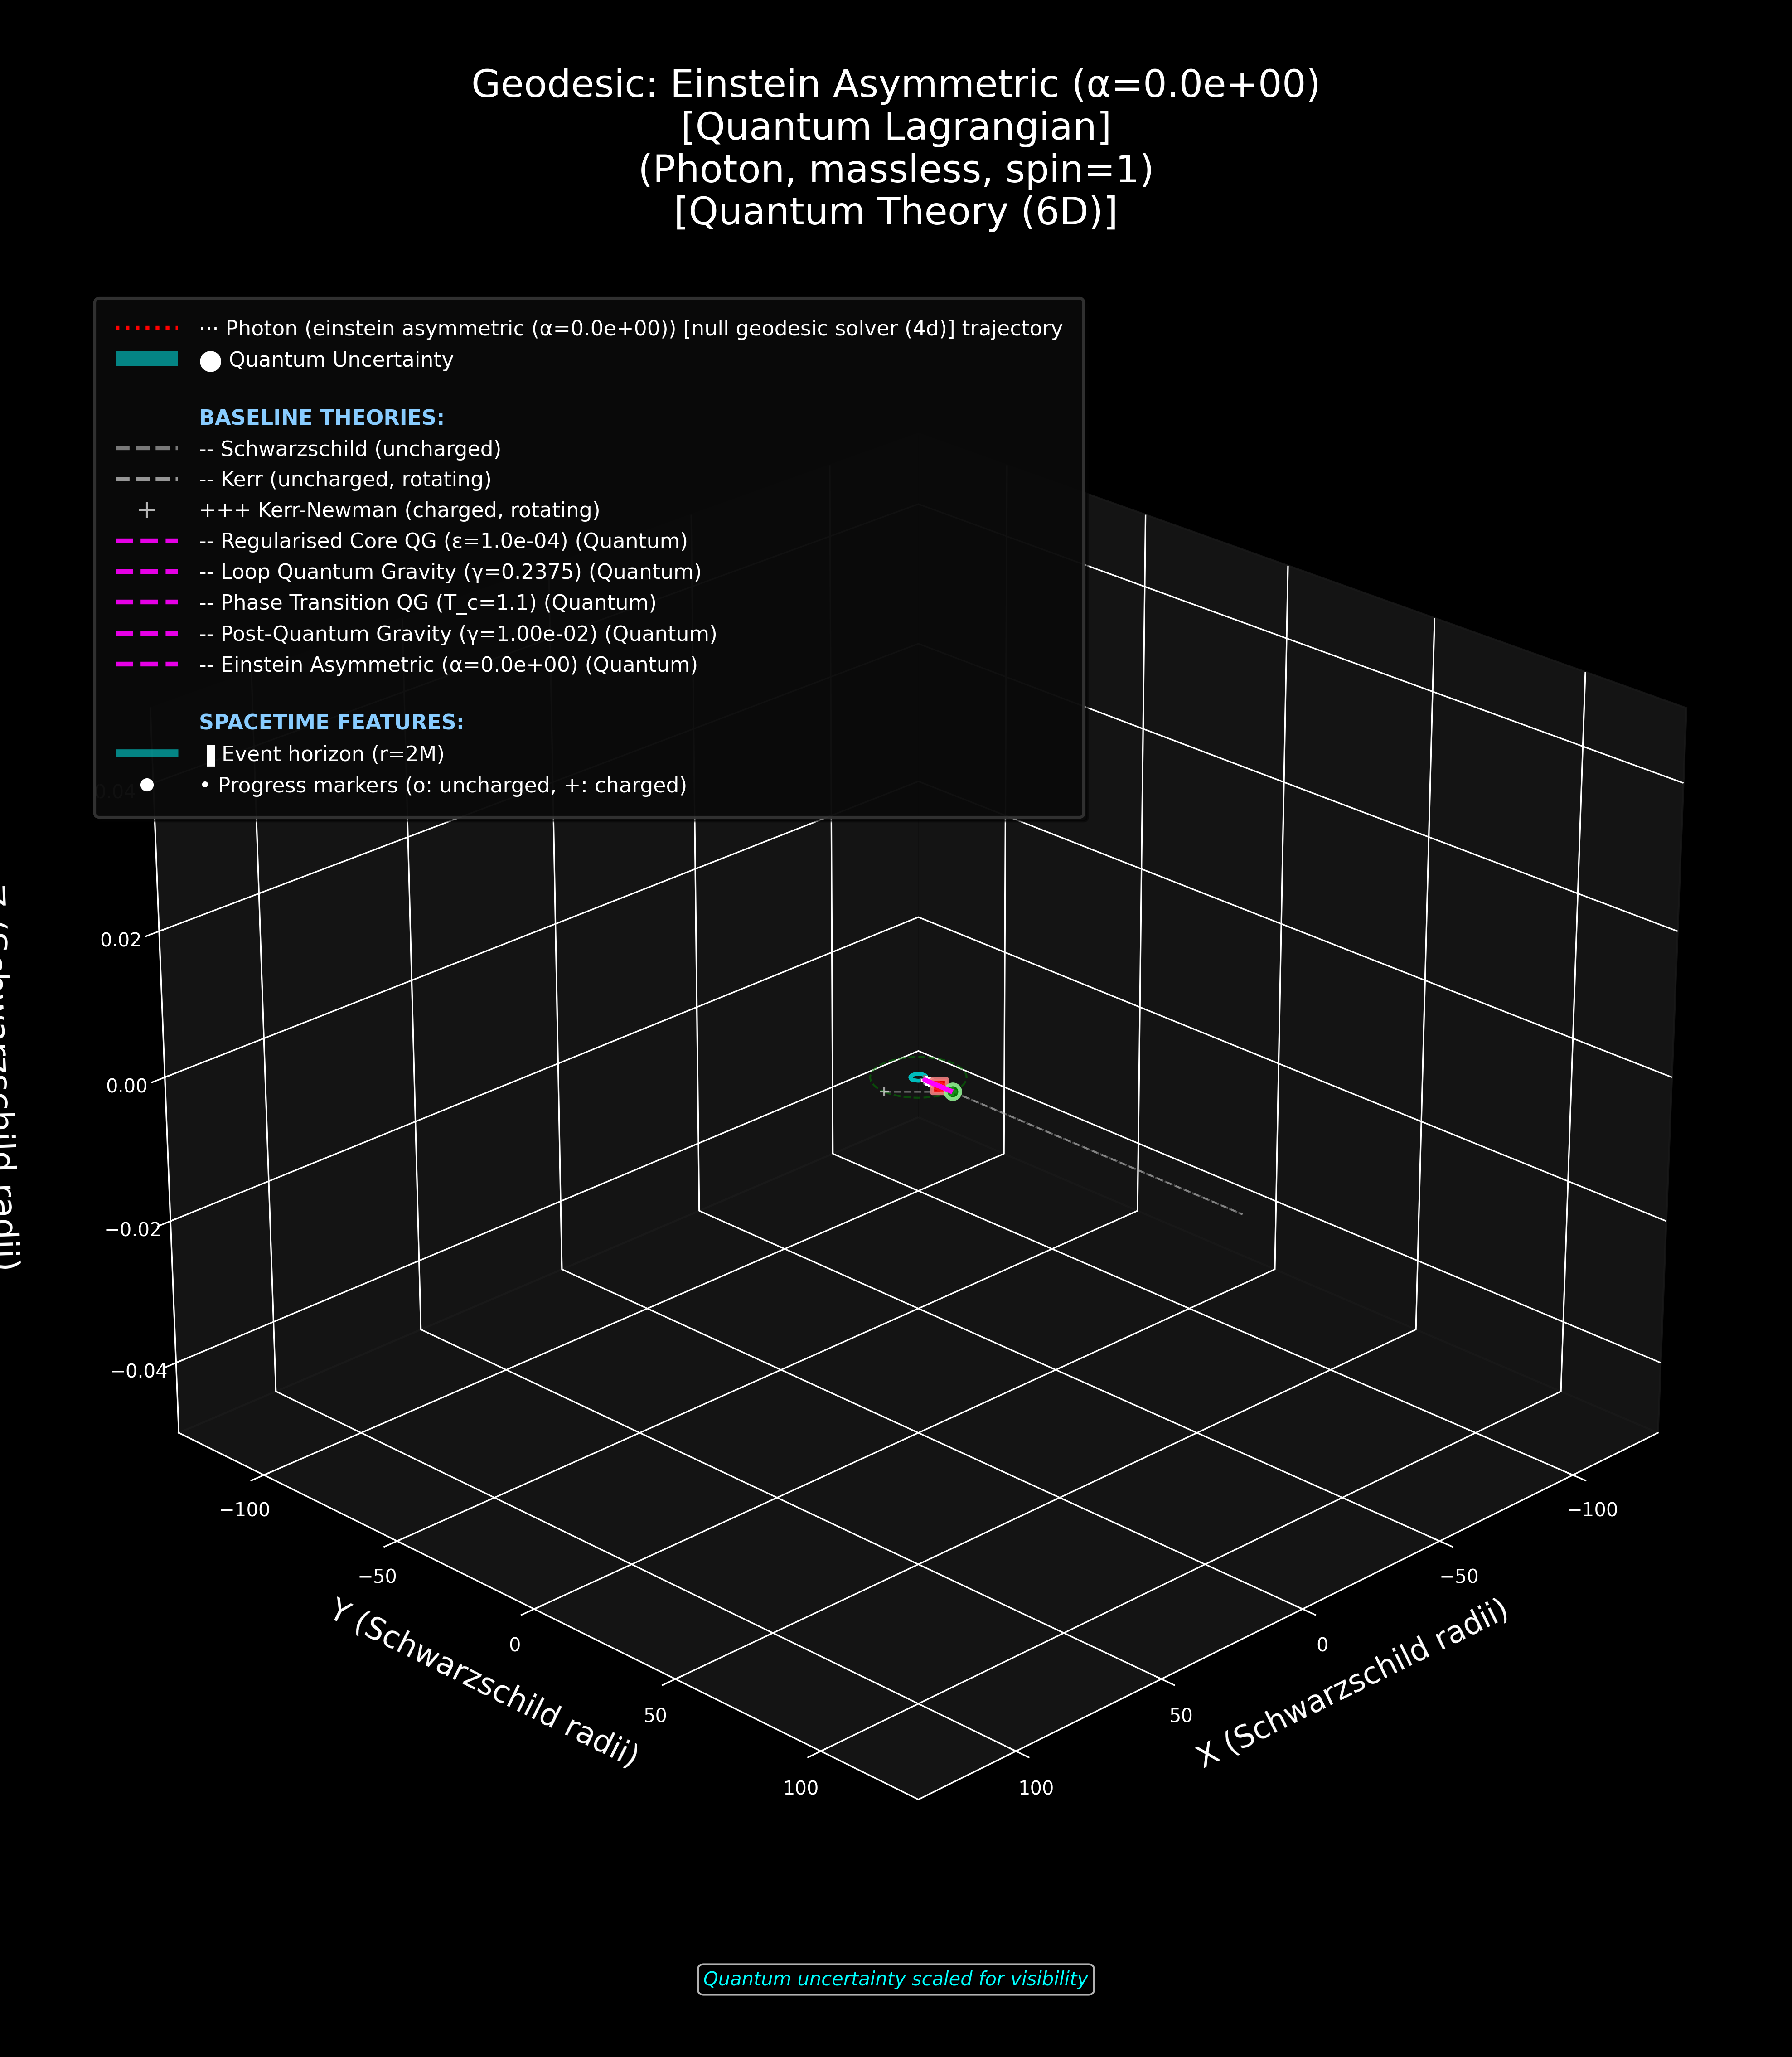 Geodesic: Einstein Asymmetric (α=0.0e+00)
[Quantum Lagrangian]
(Photon, massless, spin=1)
[Quantum Theory (6D)]
··· Photon (einstein asymmetric (α=0.0e+00)) [null geodesic solver (4d)] trajectory
⬤ Quantum Uncertainty
BASELINE THEORIES:
-- Schwarzschild (uncharged)
-- Kerr (uncharged, rotating)
+++ Kerr-Newman (charged, rotating)
-- Regularised Core QG (ε=1.0e-04) (Quantum)
-- Loop Quantum Gravity (γ=0.2375) (Quantum)
-- Phase Transition QG (T_c=1.1) (Quantum)
-- Post-Quantum Gravity (γ=1.00e-02) (Quantum)
-- Einstein Asymmetric (α=0.0e+00) (Quantum)
SPACETIME FEATURES:
▐ Event horizon (r=2M)
• Progress markers (o: uncharged, +: charged)
0.04
0.02
0.00
−0.02
−0.04
Z (Schwarzschild radii)
−100
−50
0
50
100
Y (Schwarzschild radii)
−100
−50
0
50
100
X (Schwarzschild radii)
Quantum uncertainty scaled for visibility